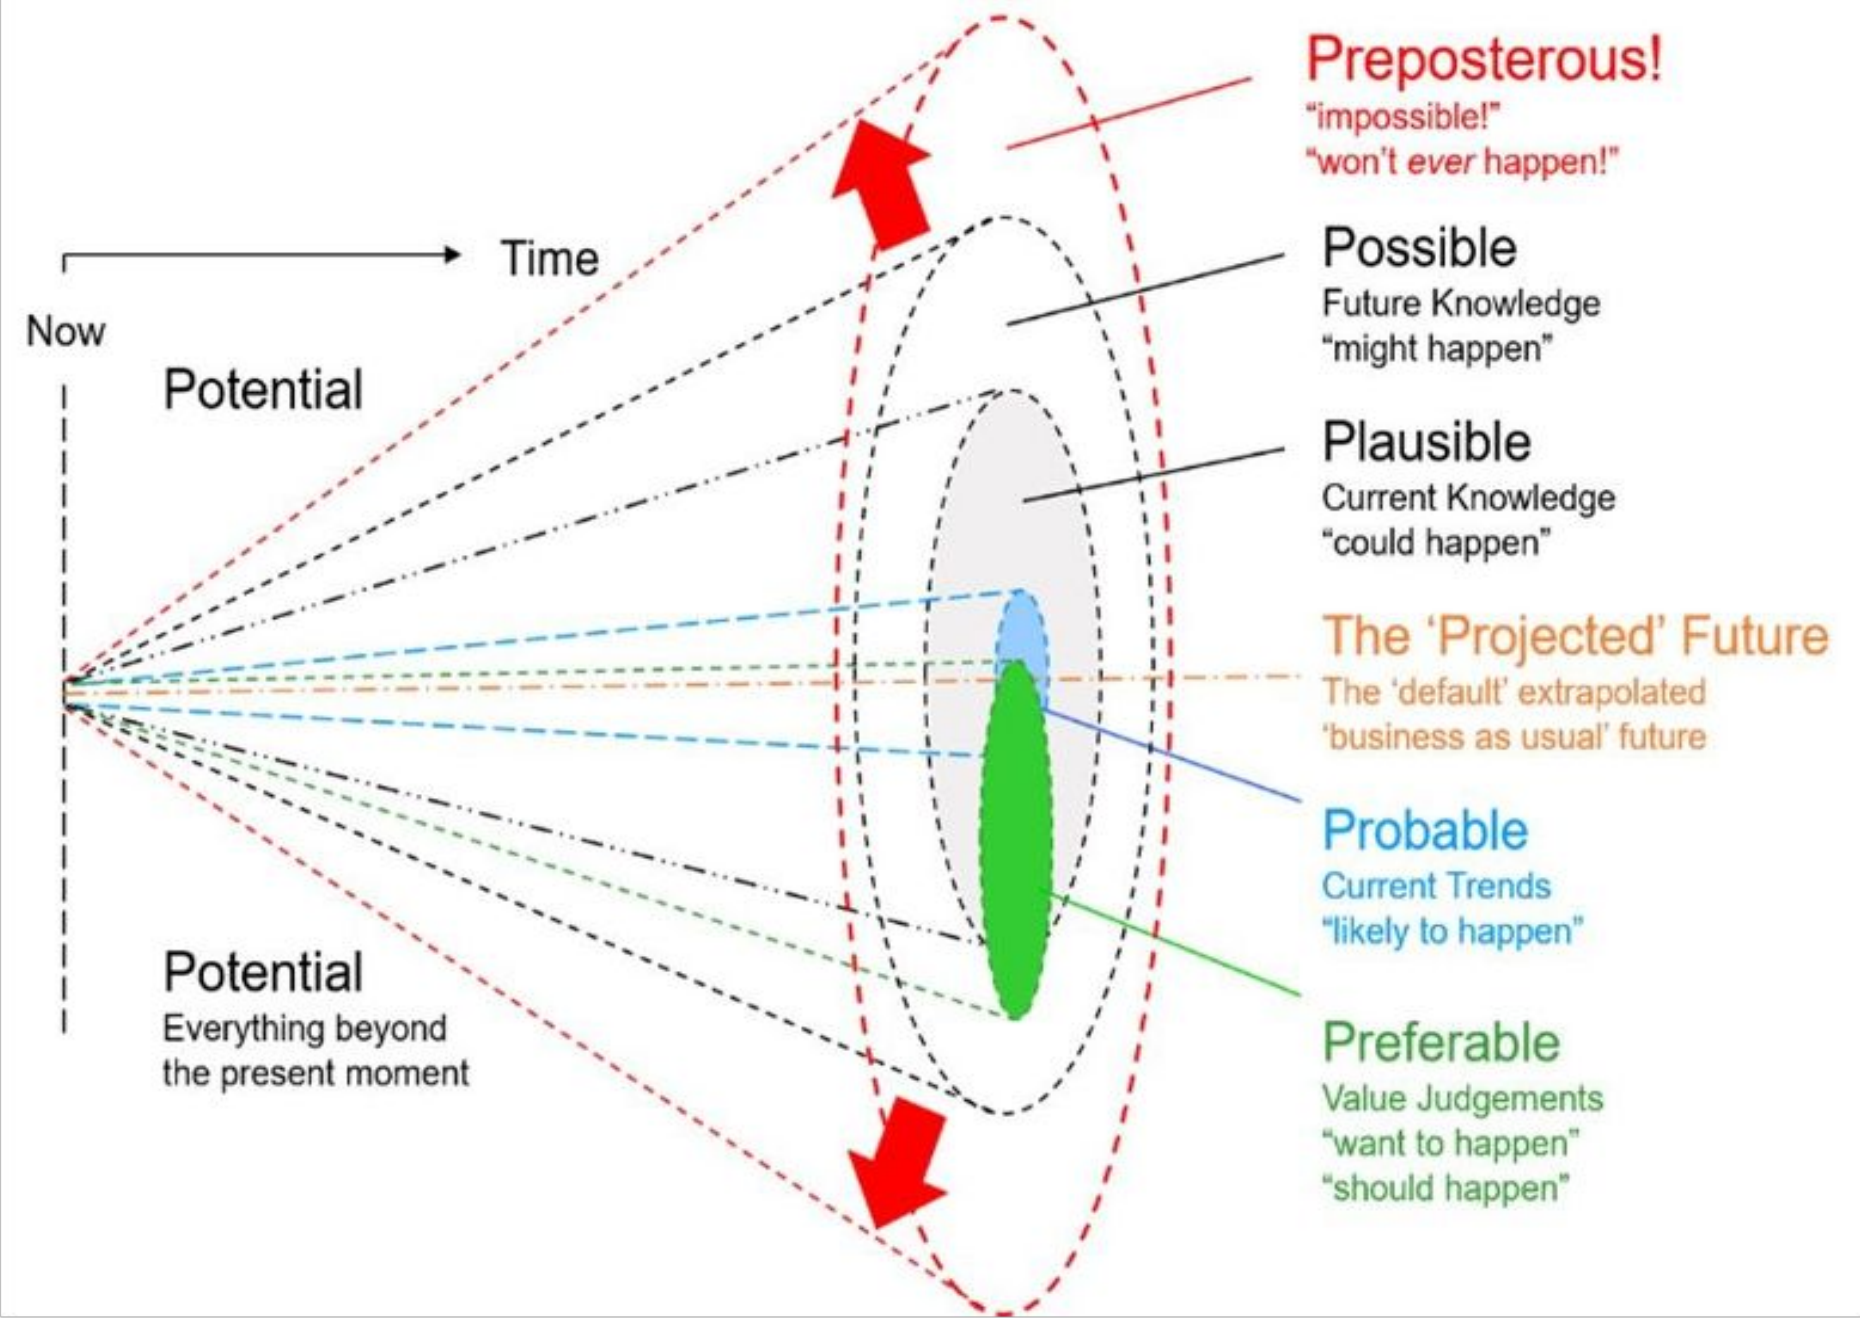 Time
Now
Potential
Potential
Everything beyond
the present moment
Preposterous!
“impossible!”
“won’t ever happen!”
Possible
Future Knowledge
“might happen”
Plausible
Current Knowledge
“could happen”
The ‘Projected’ Future
The ‘default’ extrapolated
‘business as usual’ future
Probable
Current Trends
“likely to happen”
Preferable
Value Judgements
“want to happen”
“should happen”